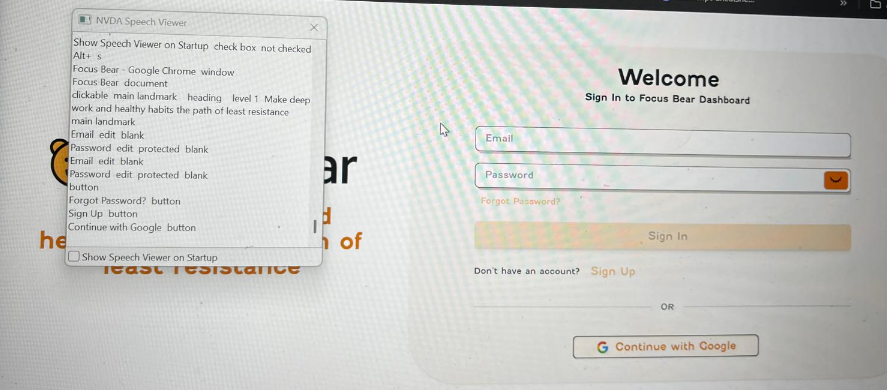 NVDA Speech Viewer
Show Speech Viewer on Startup check box not checked
Alt+ s
Focus Bear - Google Chrome window
Focus Bear document
clickable main landmark heading level 1 Make deep
work and healthy habits the path of least resistance
main landmark
Email edit blank
Password edit protected blank
Email edit blank
Password edit protected blank
button
Forgot Password? button
Sign Up button
Continue with Google button
Show Speech Viewer on Startup
ar
d
he
of
least resistance
Welcome
Sign In to Focus Bear Dashboard
Email
Password
Forgot Password?
Sign In
Don't have an account? Sign Up
OR
Continue with Google